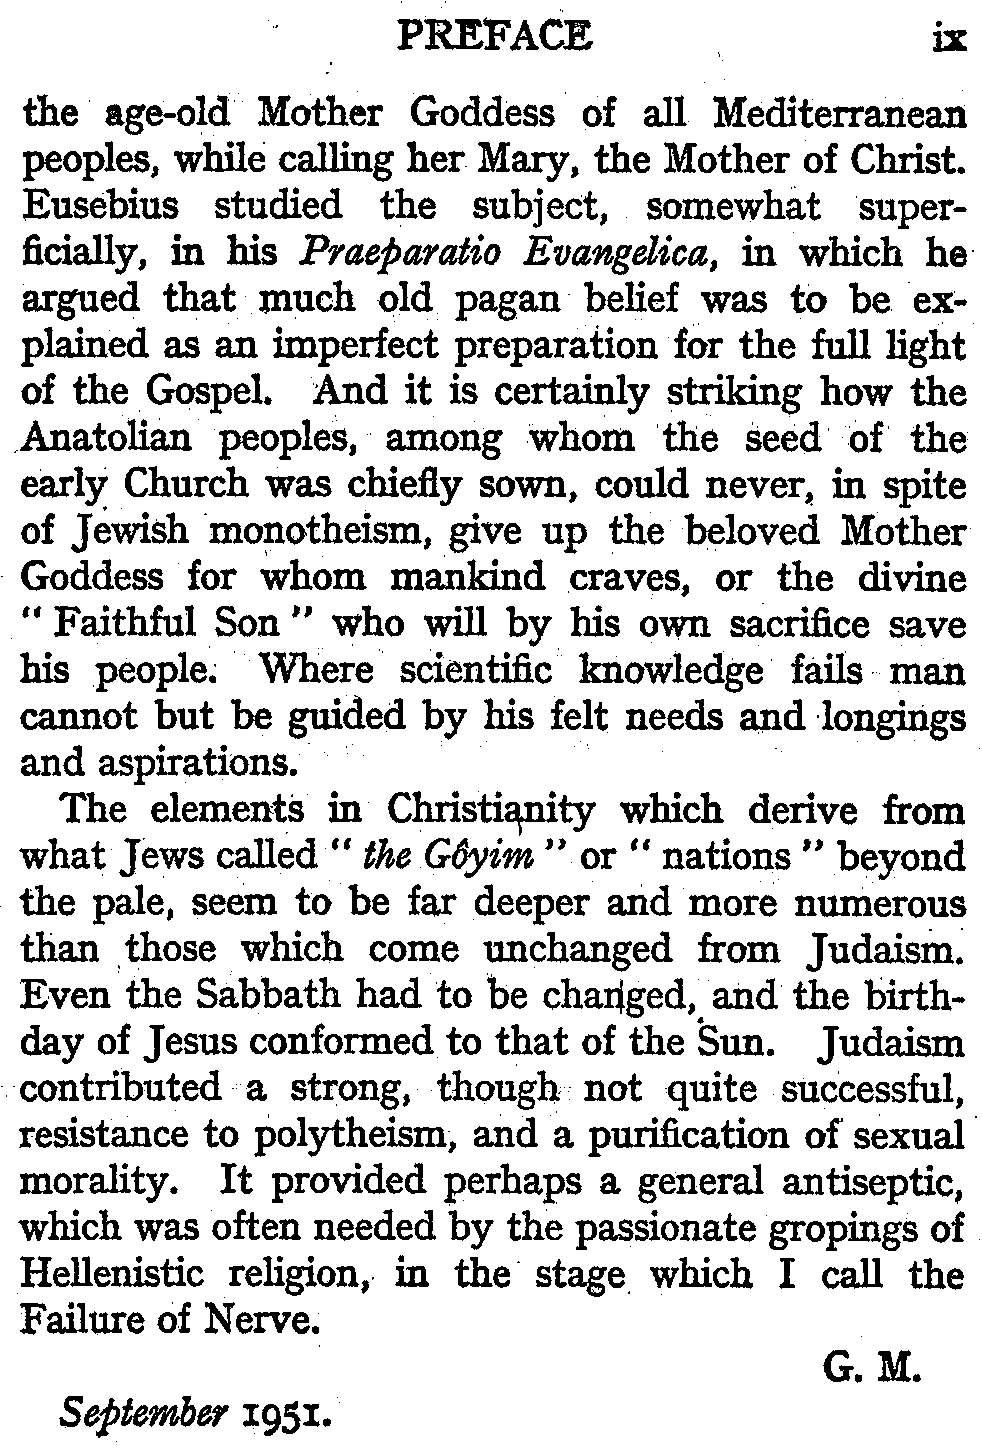 PREFACE ix
the age-old Mother Goddess of all Mediterranean
peoples, while calling her Mary, the Mother of Christ.
Eusebius studied the subject, somewhat super-
ficially, in his Praeparatio Evangelica, in which he
argued that much old pagan belief was to be ex-
plained as an imperfect preparation for the full light
of the Gospel. And it is certainly striking how the
Anatolian peoples, among whom the seed of the
early Church was chiefly sown, could never, in spite
of Jewish monotheism, give up the beloved Mother
Goddess for whom mankind craves, or the divine
“ Faithful Son ” who will by his own sacrifice save
his people. Where scientific knowledge fails man
cannot but be guided by his felt needs and longings
and aspirations.
The elements in Christianity which derive from
what Jews called “ the Gôyim ” or “ nations ” beyond
the pale, seem to be far deeper and more numerous
than those which come unchanged from Judaism.
Even the Sabbath had to be changed, and the birth-
day of Jesus conformed to that of the Sun. Judaism
contributed a strong, though not quite successful,
resistance to polytheism, and a purification of sexual
morality. It provided perhaps a general antiseptic,
which was often needed by the passionate gropings of
Hellenistic religion, in the stage which I call the
Failure of Nerve.
G. M.
September 1951.